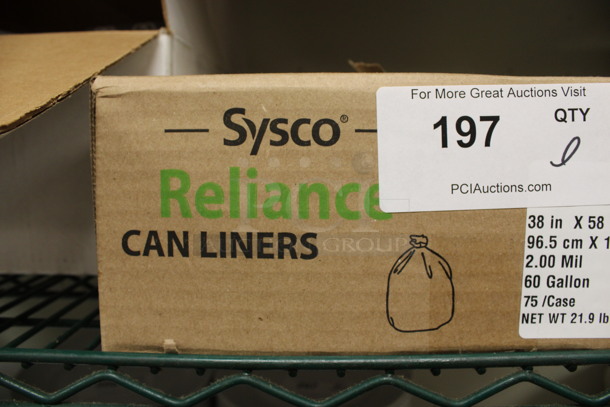 For More Great Auctions Visit
197
QTY
PCIAuctions.com
Sysco®
Reliance
CAN LINERS
GROUP
38 in X 58
96.5 cm X 1
2.00 Mil
60 Gallon
75 /Case
NET WT 21.9 lb